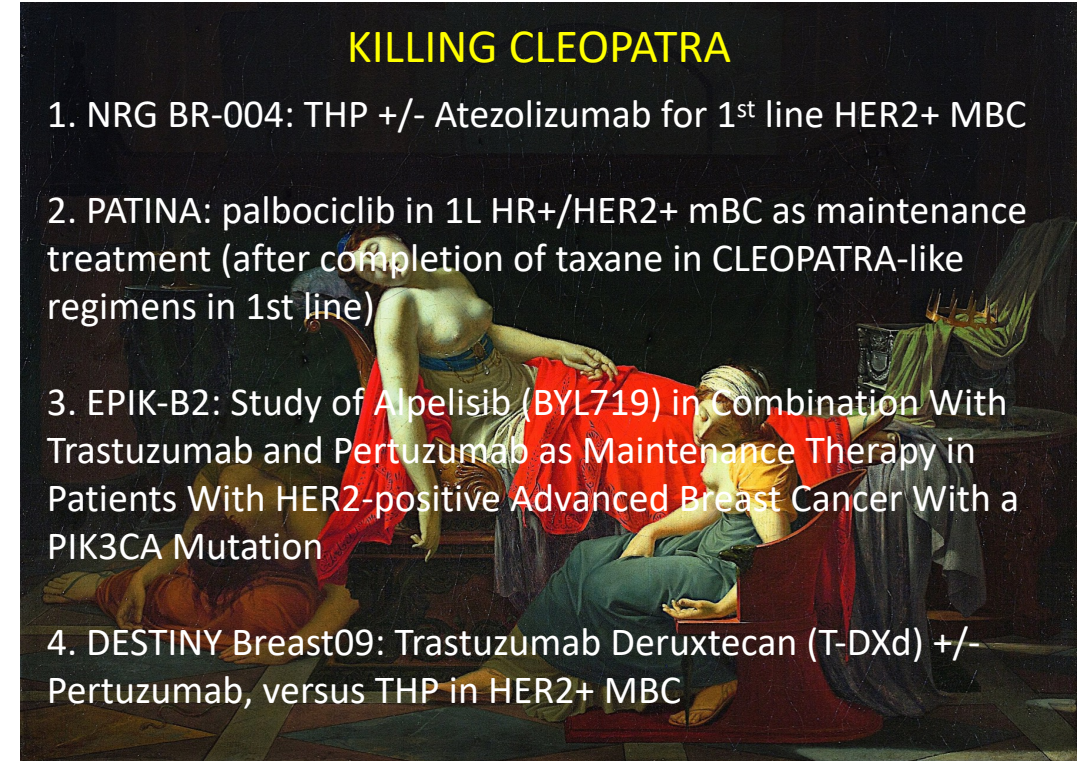 KILLING CLEOPATRA
1. NRG BR-004: THP +/- Atezolizumab for 1st line HER2+ MBC
2. PATINA: palbociclib in 1L HR+/HER2+ mBC as maintenance
treatment (after completion of taxane in CLEOPATRA-like
regimens in 1st line)
3. EPIK-B2: Study of Alpelisib (BYL719) in Combination With
Trastuzumab and Pertuzumab as Maintenance Therapy in
Patients With HER2-positive Advanced Breast Cancer With a
PIK3CA Mutation
4. DESTINY Breast09: Trastuzumab Deruxtecan (T-DXd) +/-
Pertuzumab, versus THP in HER2+ MBC